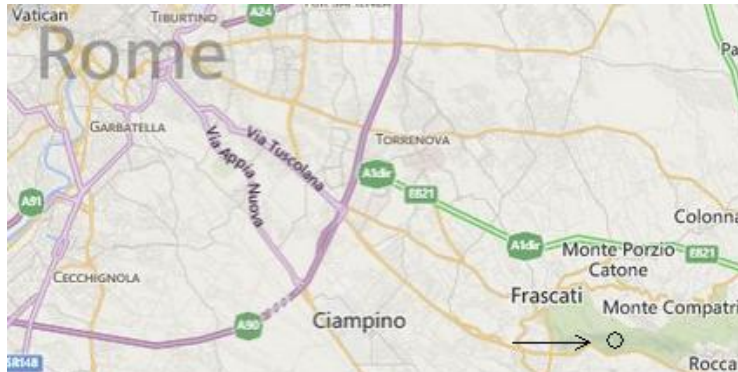 Vatican
TIBURTINO
A24
Rome
Pa
GARBATELLA
Via Tuscolana
Via Appia Nuova
TORRENOVA
A1dir
E821
A91
Colonna
A1dir
Monte Porzio
Catone
E821
CECCHIGNOLA
Frascati
Monte Compatri
A90
Ciampino
SR148
Rocca